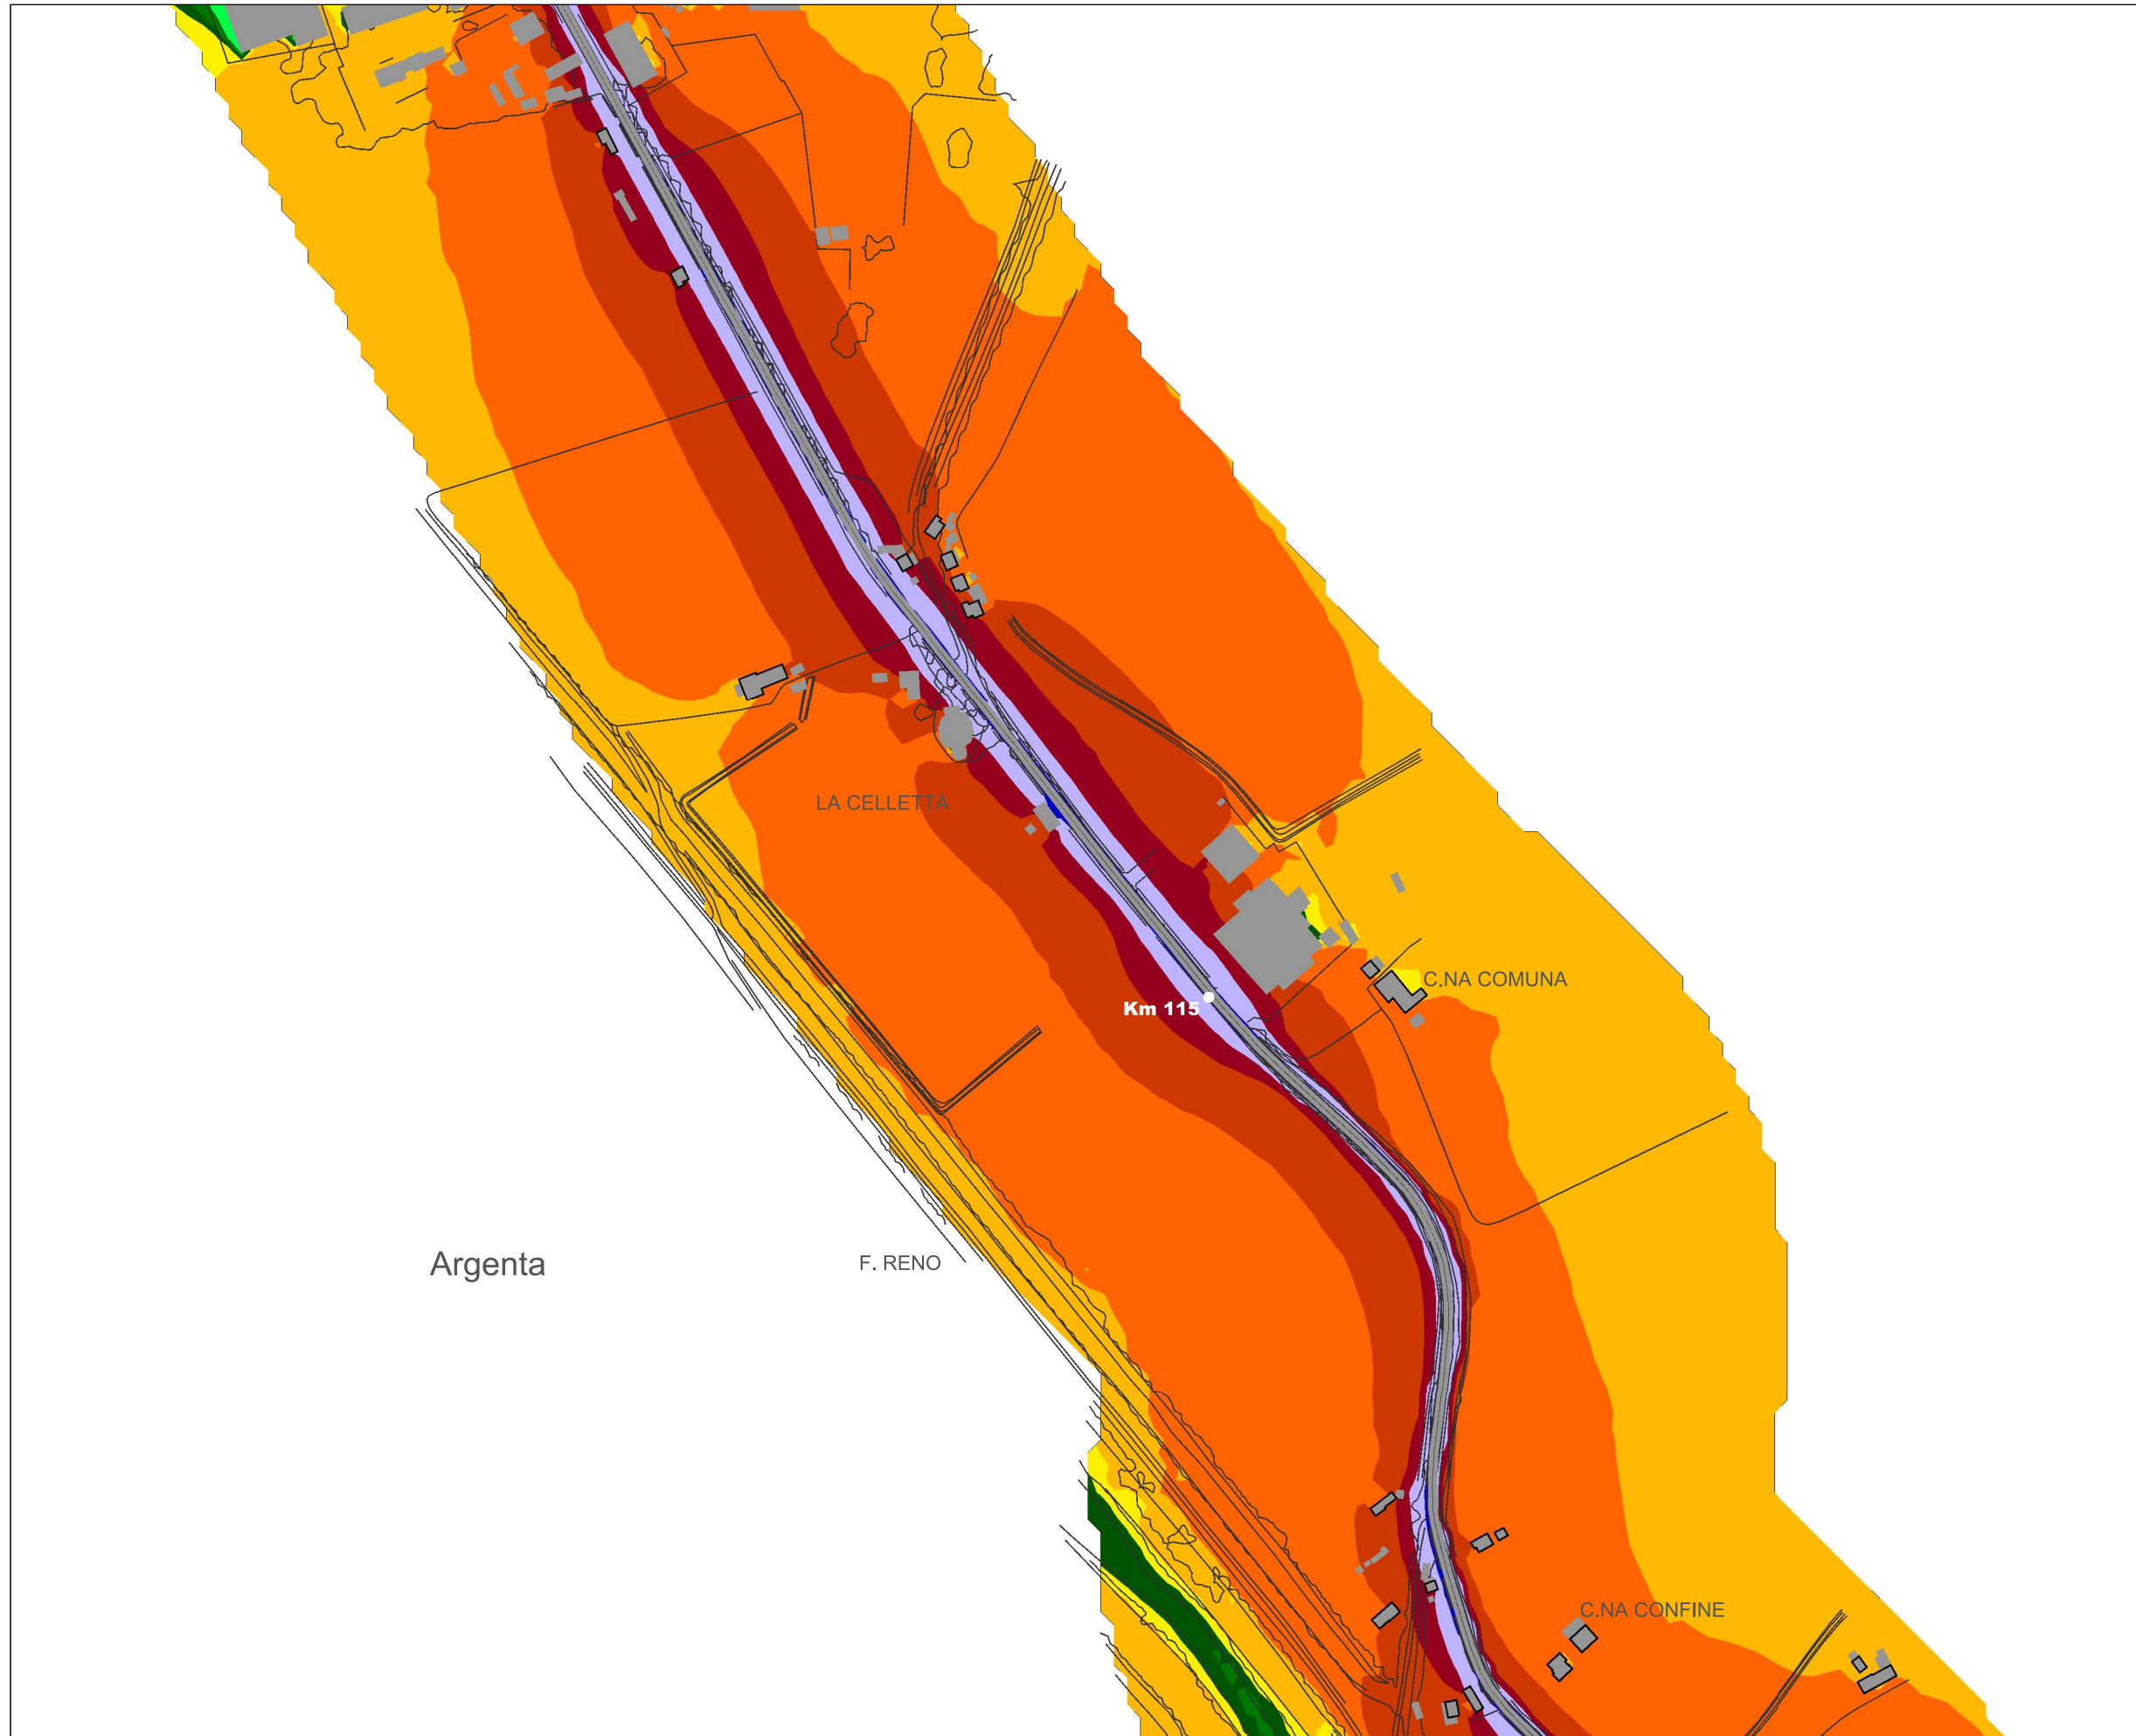 LA CELLETTA
C.NA COMUNA
Km 115
Argenta
F. RENO
C.NA CONFINE